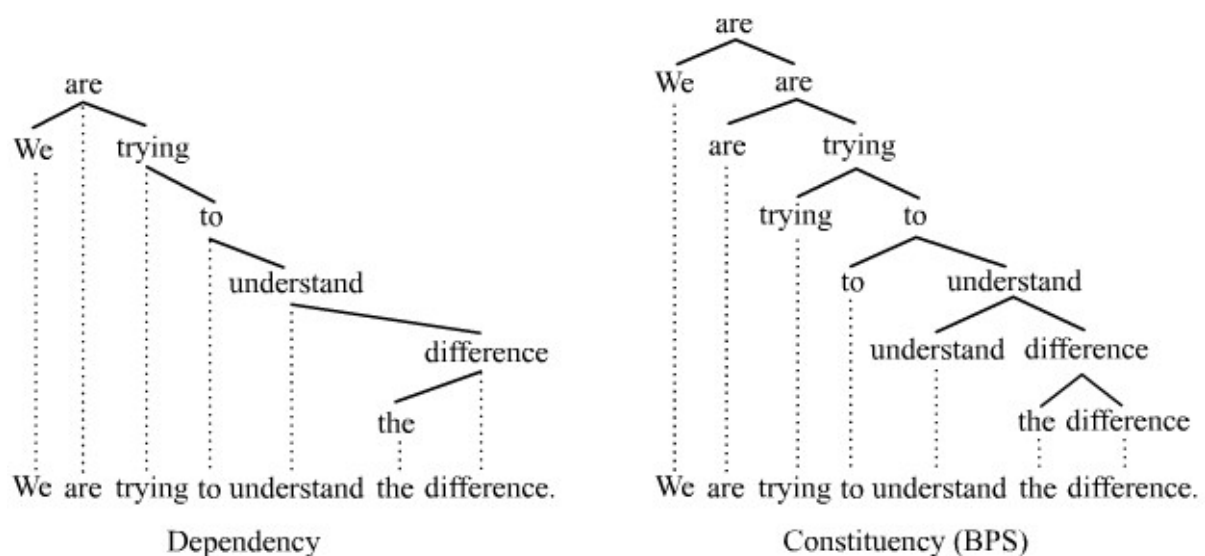 are
We are
trying
to
understand
difference
the
We are trying to understand the difference.
Dependency
are
We are
are trying
trying to
to understand
understand difference
the difference
We are trying to understand the difference.
Constituency (BPS)